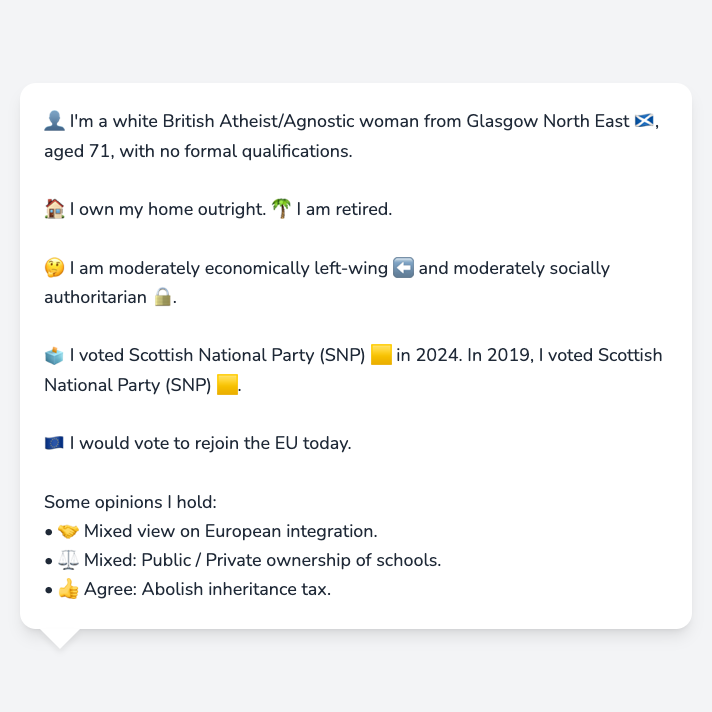 👤 I'm a white British Atheist/Agnostic woman from Glasgow North East 🏴󠁧󠁢󠁳󠁣󠁴󠁿,
aged 71, with no formal qualifications.
🏠 I own my home outright. 🌴 I am retired.
🤔 I am moderately economically left-wing ⬅️ and moderately socially
authoritarian 🔒.
🗳️ I voted Scottish National Party (SNP) 🟨 in 2024. In 2019, I voted Scottish
National Party (SNP) 🟨.
🇪🇺 I would vote to rejoin the EU today.
Some opinions I hold:
• 🤝 Mixed view on European integration.
• ⚖️ Mixed: Public / Private ownership of schools.
• 👍 Agree: Abolish inheritance tax.